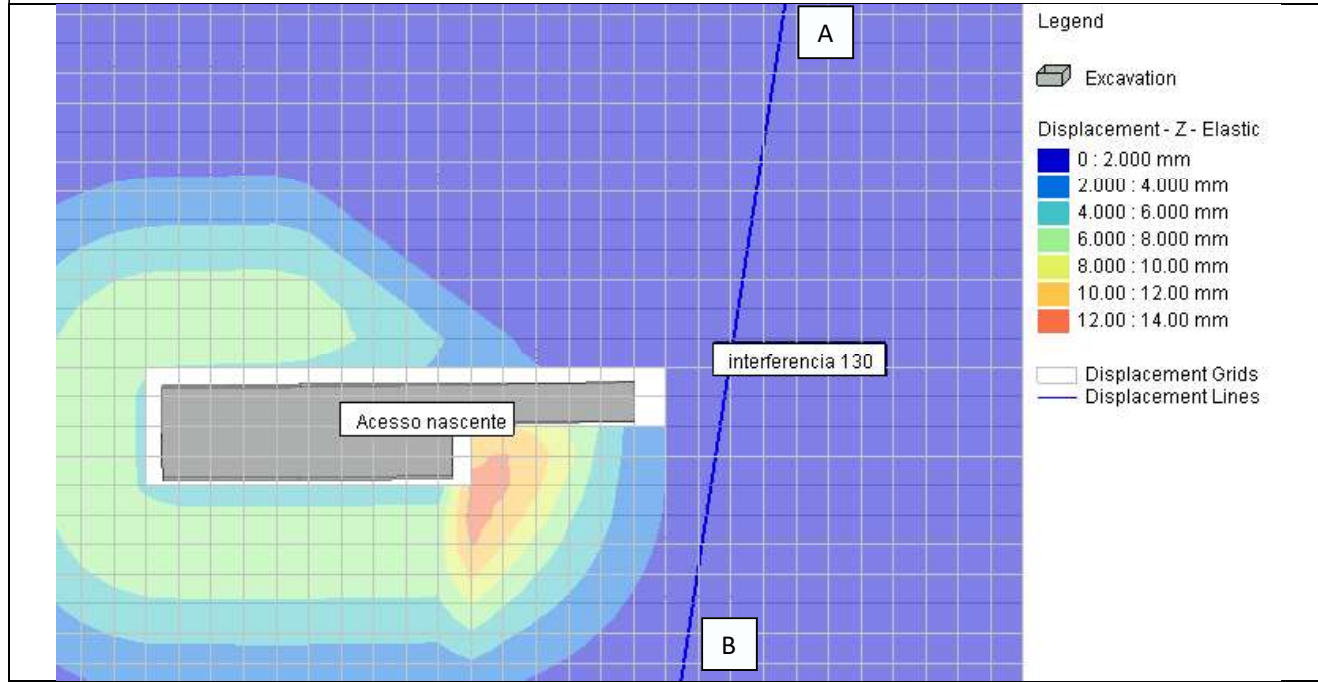 A
interferencia 130
Acesso nascente
B
Legend
Excavation
Displacement - Z - Elastic
0 : 2.000 mm
2.000 : 4.000 mm
4.000 : 6.000 mm
6.000 : 8.000 mm
8.000 : 10.00 mm
10.00 : 12.00 mm
12.00 : 14.00 mm
Displacement Grids
Displacement Lines